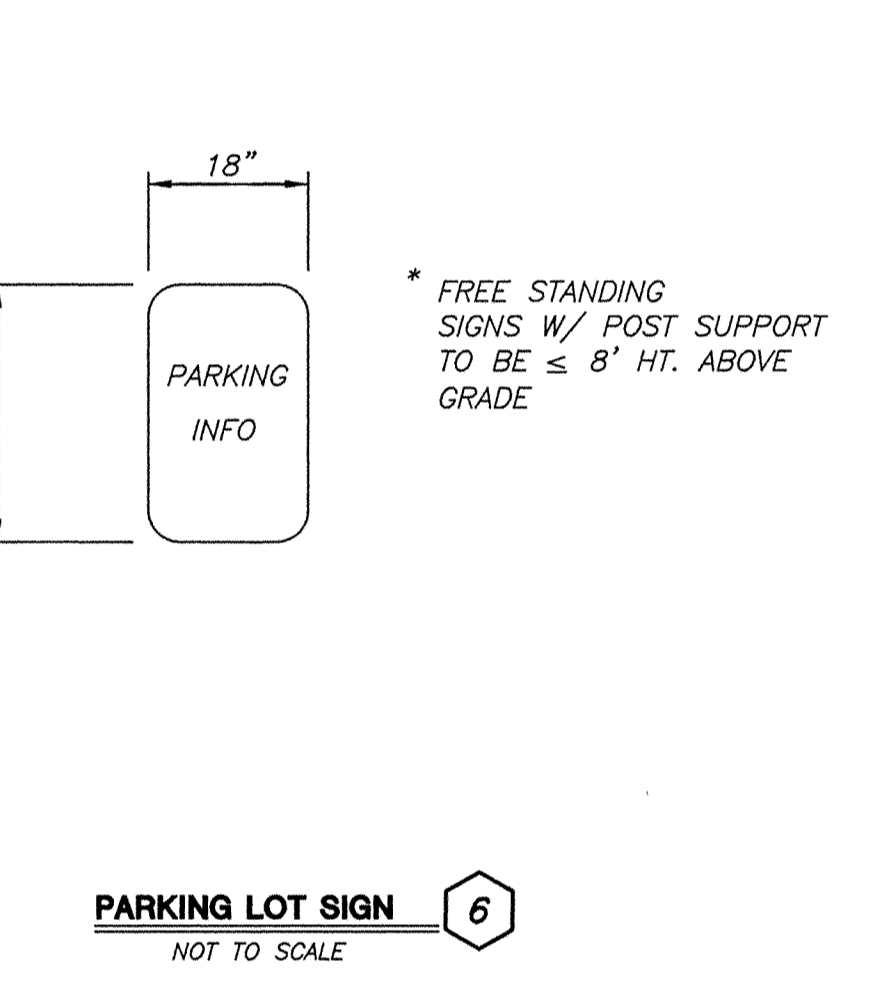 18"
PARKING
INFO
* FREE STANDING
SIGNS W/ POST SUPPORT
TO BE ≤ 8' HT. ABOVE
GRADE
PARKING LOT SIGN 6
NOT TO SCALE